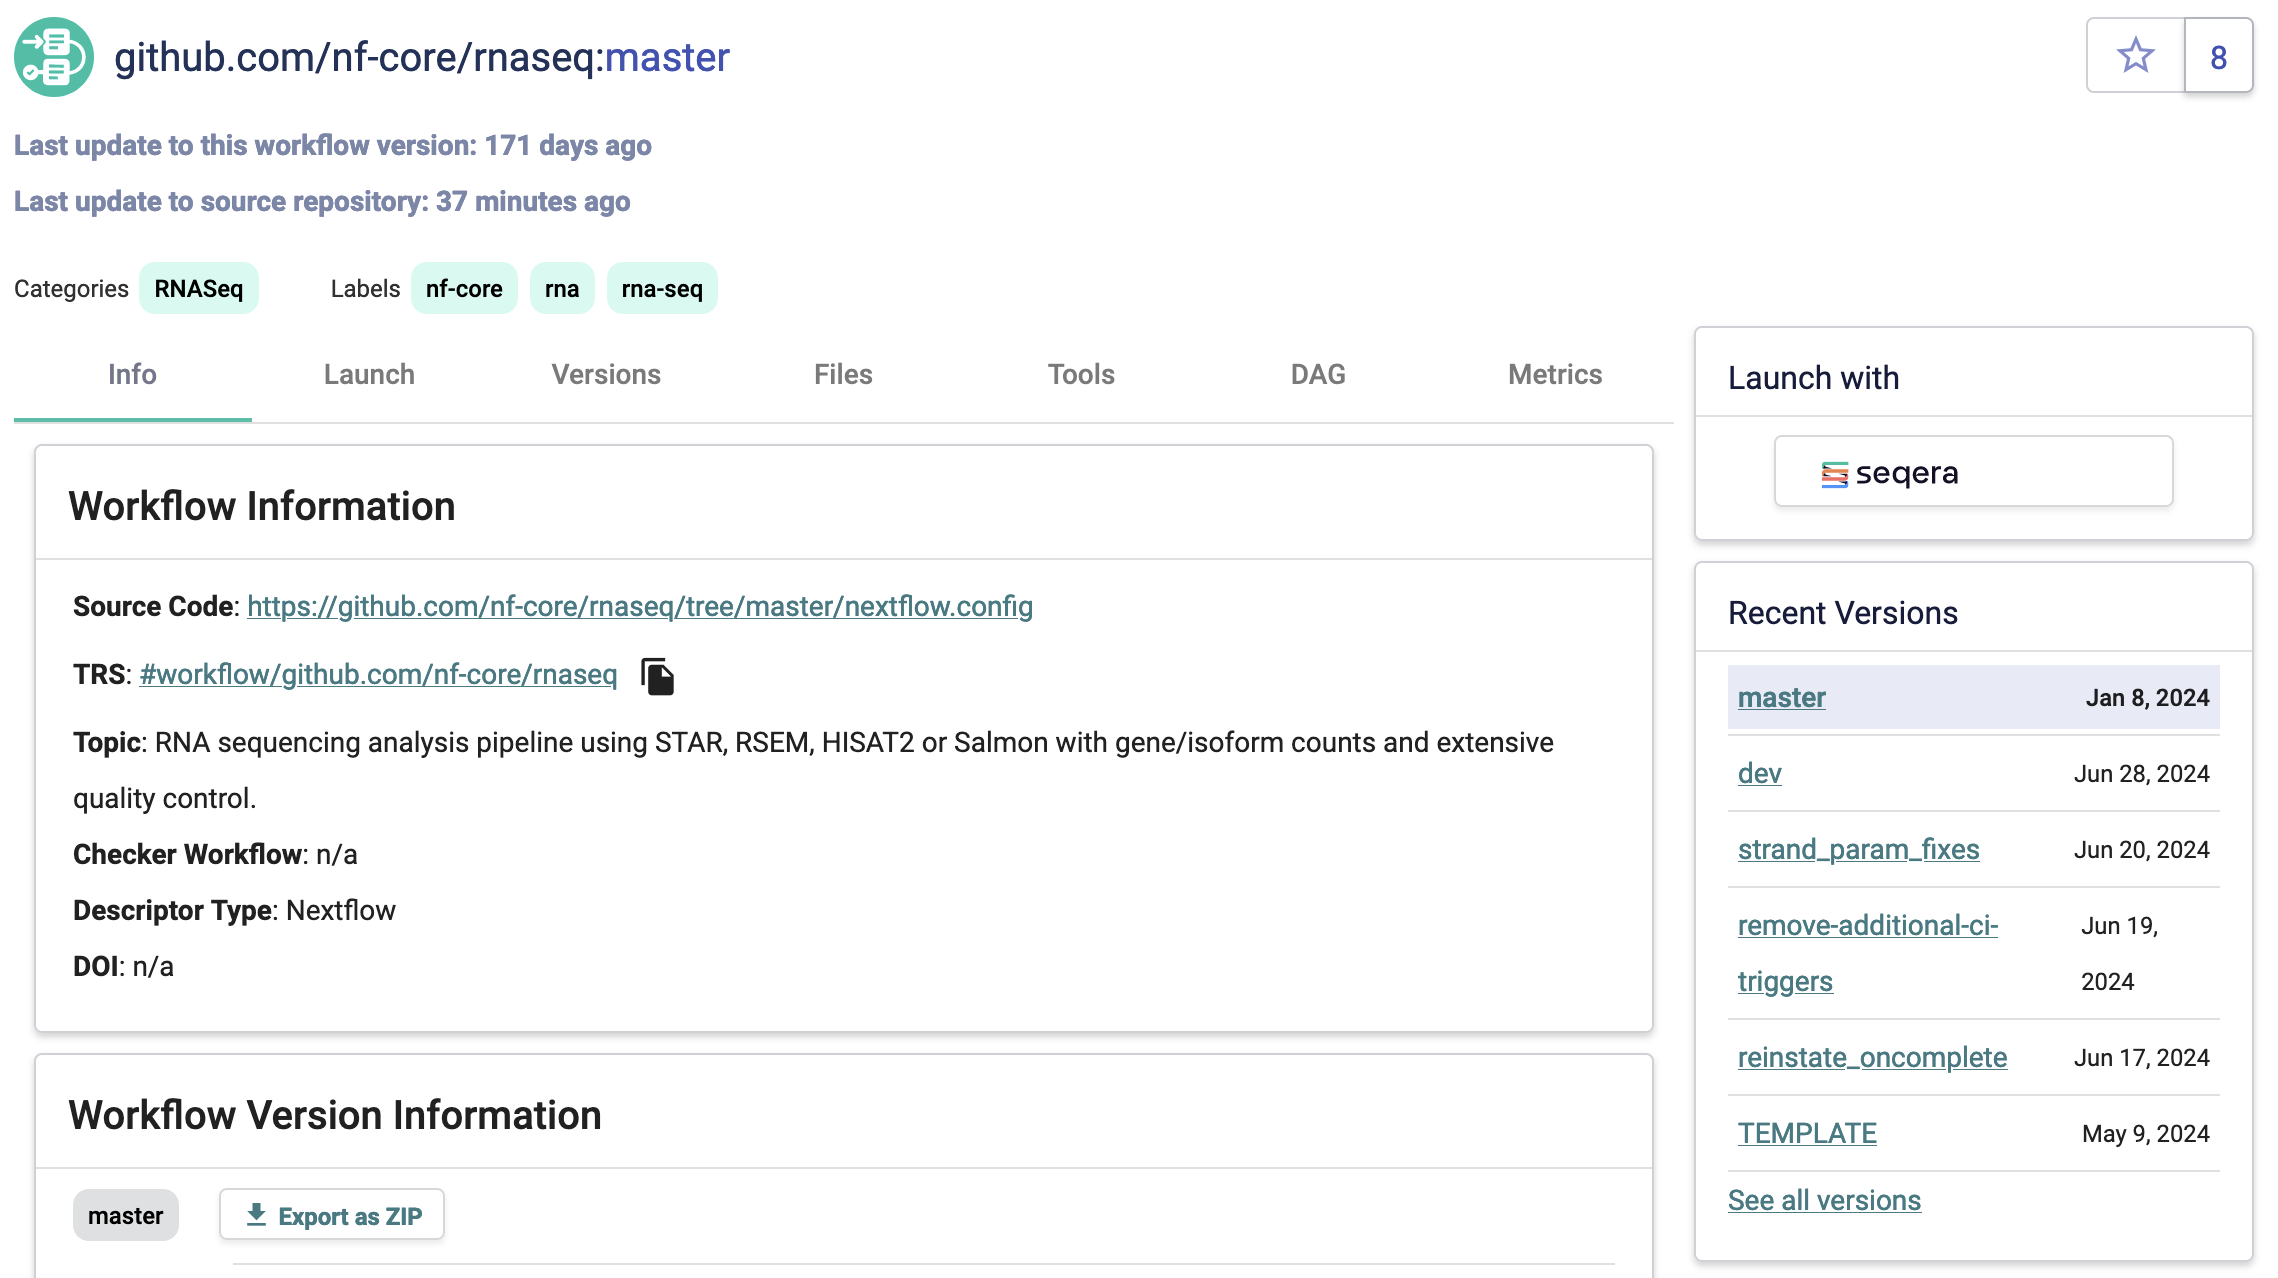 github.com/nf-core/rnaseq:master
8
Last update to this workflow version: 171 days ago
Last update to source repository: 37 minutes ago
Categories RNASeq Labels nf-core rna rna-seq
Info Launch Versions Files Tools DAG Metrics
Workflow Information
Source Code: https://github.com/nf-core/rnaseq/tree/master/nextflow.config
TRS: #workflow/github.com/nf-core/rnaseq
Topic: RNA sequencing analysis pipeline using STAR, RSEM, HISAT2 or Salmon with gene/isoform counts and extensive
quality control.
Checker Workflow: n/a
Descriptor Type: Nextflow
DOI: n/a
Workflow Version Information
master Export as ZIP
Launch with
seqera
Recent Versions
master Jan 8, 2024
dev Jun 28, 2024
strand_param_fixes Jun 20, 2024
remove-additional-ci- Jun 19,
triggers 2024
reinstate_oncomplete Jun 17, 2024
TEMPLATE May 9, 2024
See all versions